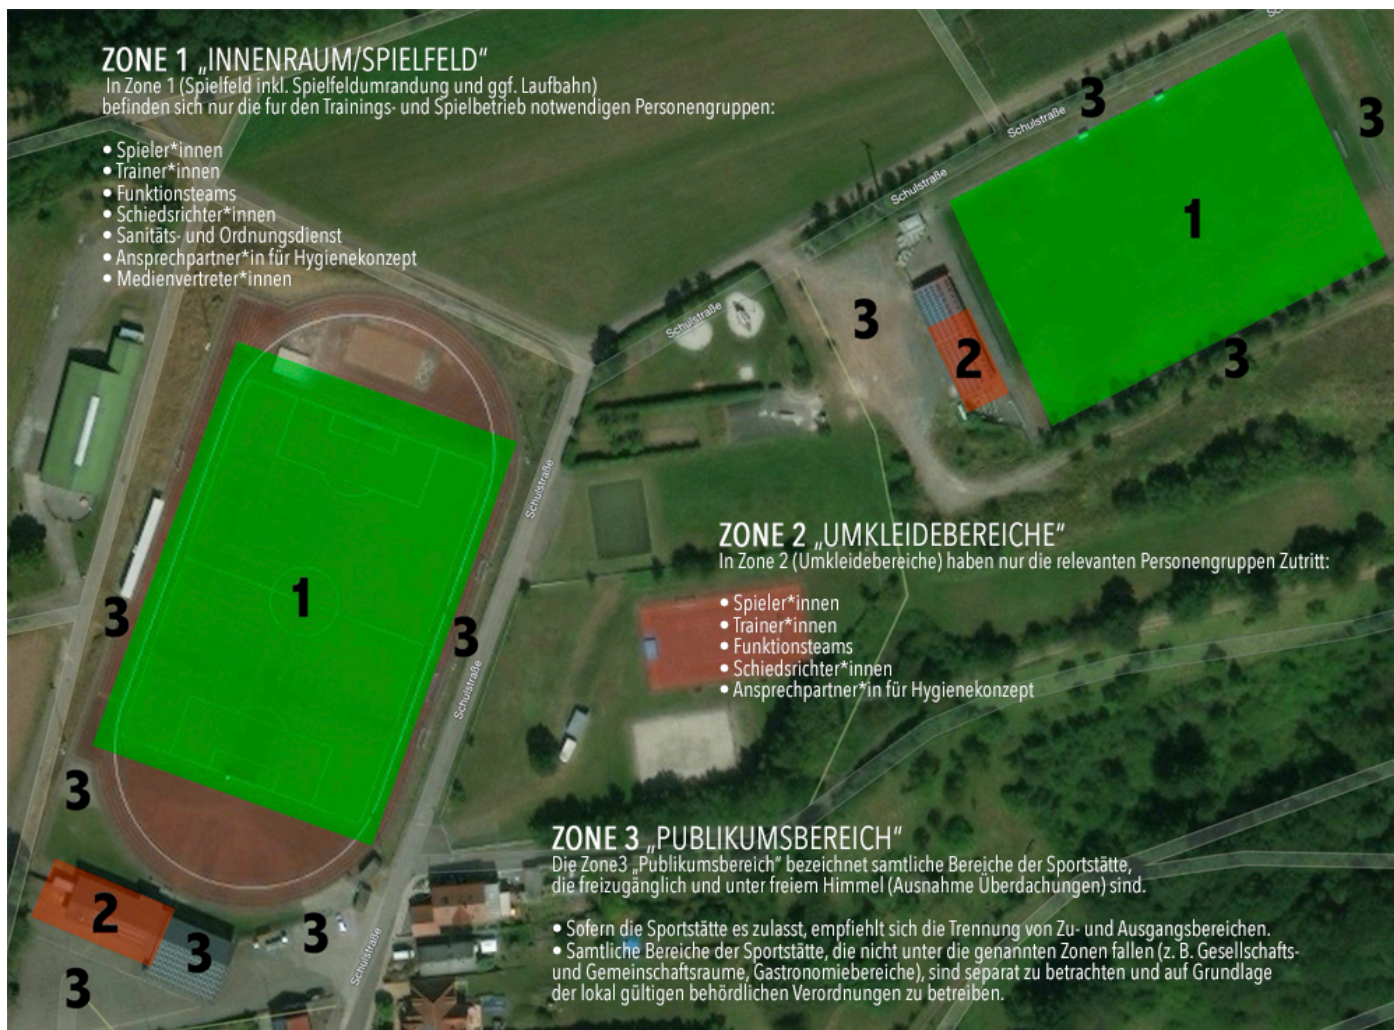 ZONE 1 „INNENRAUM/SPIELFELD“
In Zone 1 (Spielfeld inkl. Spielfeldumrandung und ggf. Laufbahn)
befinden sich nur die fur den Trainings- und Spielbetrieb notwendigen Personengruppen:
• Spieler*innen
• Trainer*innen
• Funktionsteams
• Schiedsrichter*innen
• Sanitäts- und Ordnungsdienst
• Ansprechpartner*in für Hygienekonzept
• Medienvertreter*innen
3
3
Schulstraße
Schulstraße
1
Schulstraße
3
2
3
Schulstraße
1
3
3
Schulstraße
ZONE 2 „UMKLEIDEBEREICHE“
In Zone 2 (Umkleidebereiche) haben nur die relevanten Personengruppen Zutritt:
• Spieler*innen
• Trainer*innen
• Funktionsteams
• Schiedsrichter*innen
• Ansprechpartner*in für Hygienekonzept
3
2
3
3
3
Schulstraße
ZONE 3 „PUBLIKUMSBEREICH“
Die Zone3 „Publikumsbereich“ bezeichnet samtliche Bereiche der Sportstätte,
die freizugänglich und unter freiem Himmel (Ausnahme Überdachungen) sind.
• Sofern die Sportstätte es zulasst, empfiehlt sich die Trennung von Zu- und Ausgangsbereichen.
• Samtliche Bereiche der Sportstätte, die nicht unter die genannten Zonen fallen (z. B. Gesellschafts-
und Gemeinschaftsraume, Gastronomiebereiche), sind separat zu betrachten und auf Grundlage
der lokal gültigen behördlichen Verordnungen zu betreiben.